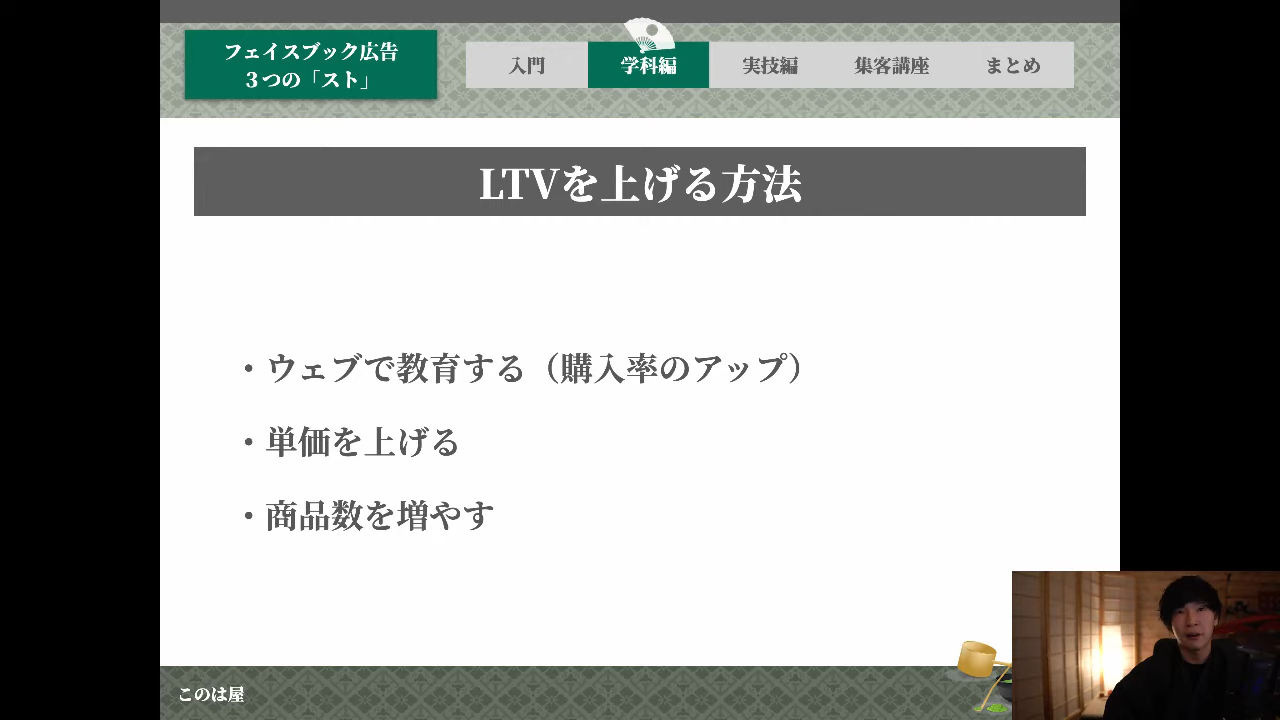 フェイスブック広告
３つの「スト」
入門
学科編
実技編
集客講座
まとめ
LTVを上げる方法
・ウェブで教育する（購入率のアップ）
・単価を上げる
・商品数を増やす
このは屋